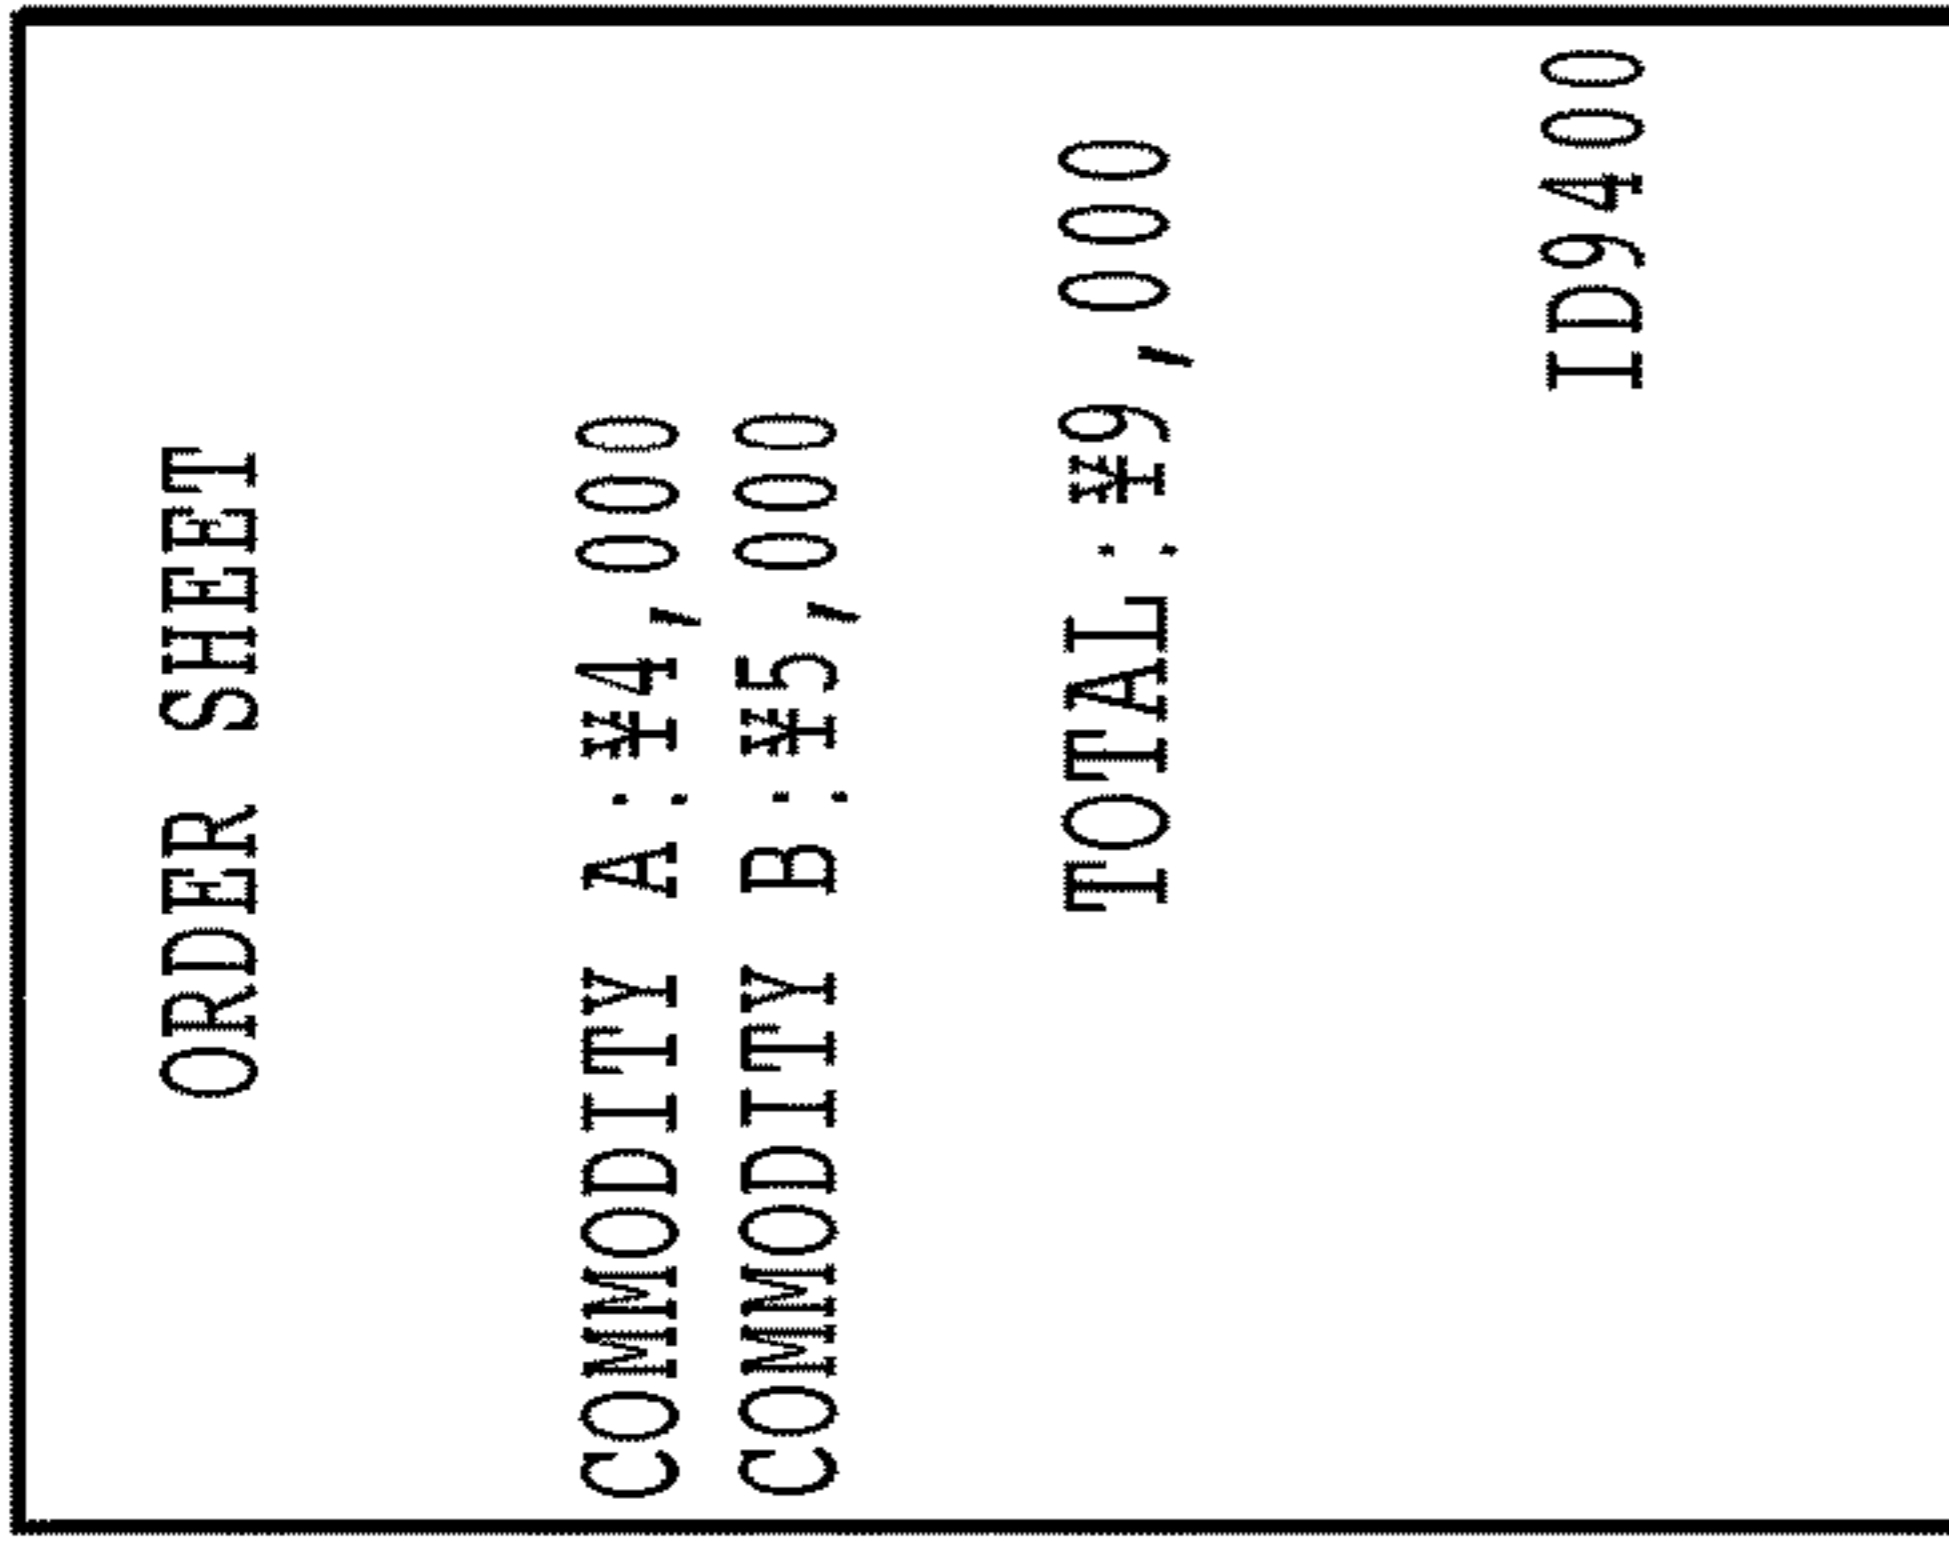 ORDER SHEET
COMMODITY A:¥4,000
COMMODITY B:¥5,000
TOTAL:¥9,000
ID9400